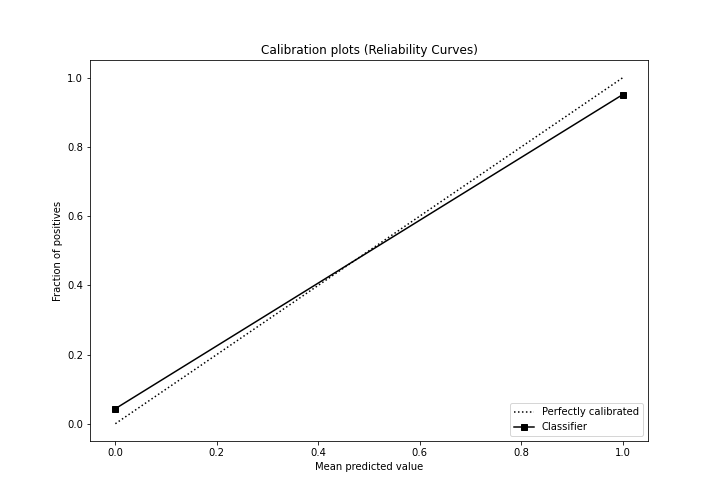 Calibration plots (Reliability Curves)
1.0
0.8
0.6
0.4
0.2
0.0
Fraction of positives
0.0 0.2 0.4 0.6 0.8 1.0
Mean predicted value
Perfectly calibrated
Classifier